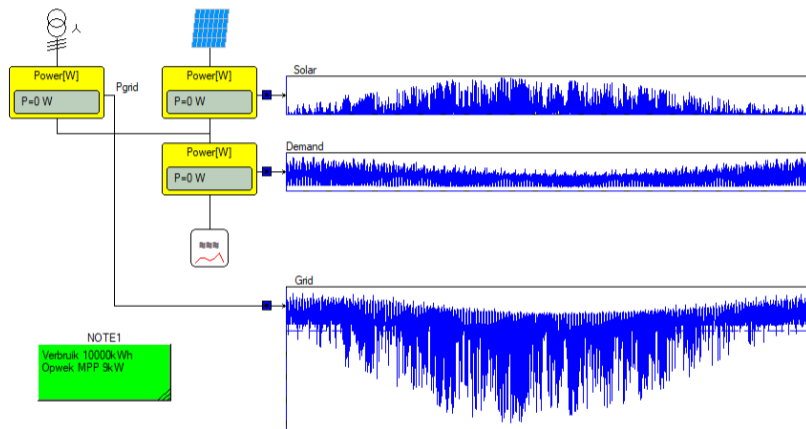 Power[W]
P=0 W
Pgrid
Power[W]
P=0 W
Solar
Power[W]
P=0 W
Demand
Grid
NOTE1
Verbruik 10000kWh
Opwek MPP 9kW